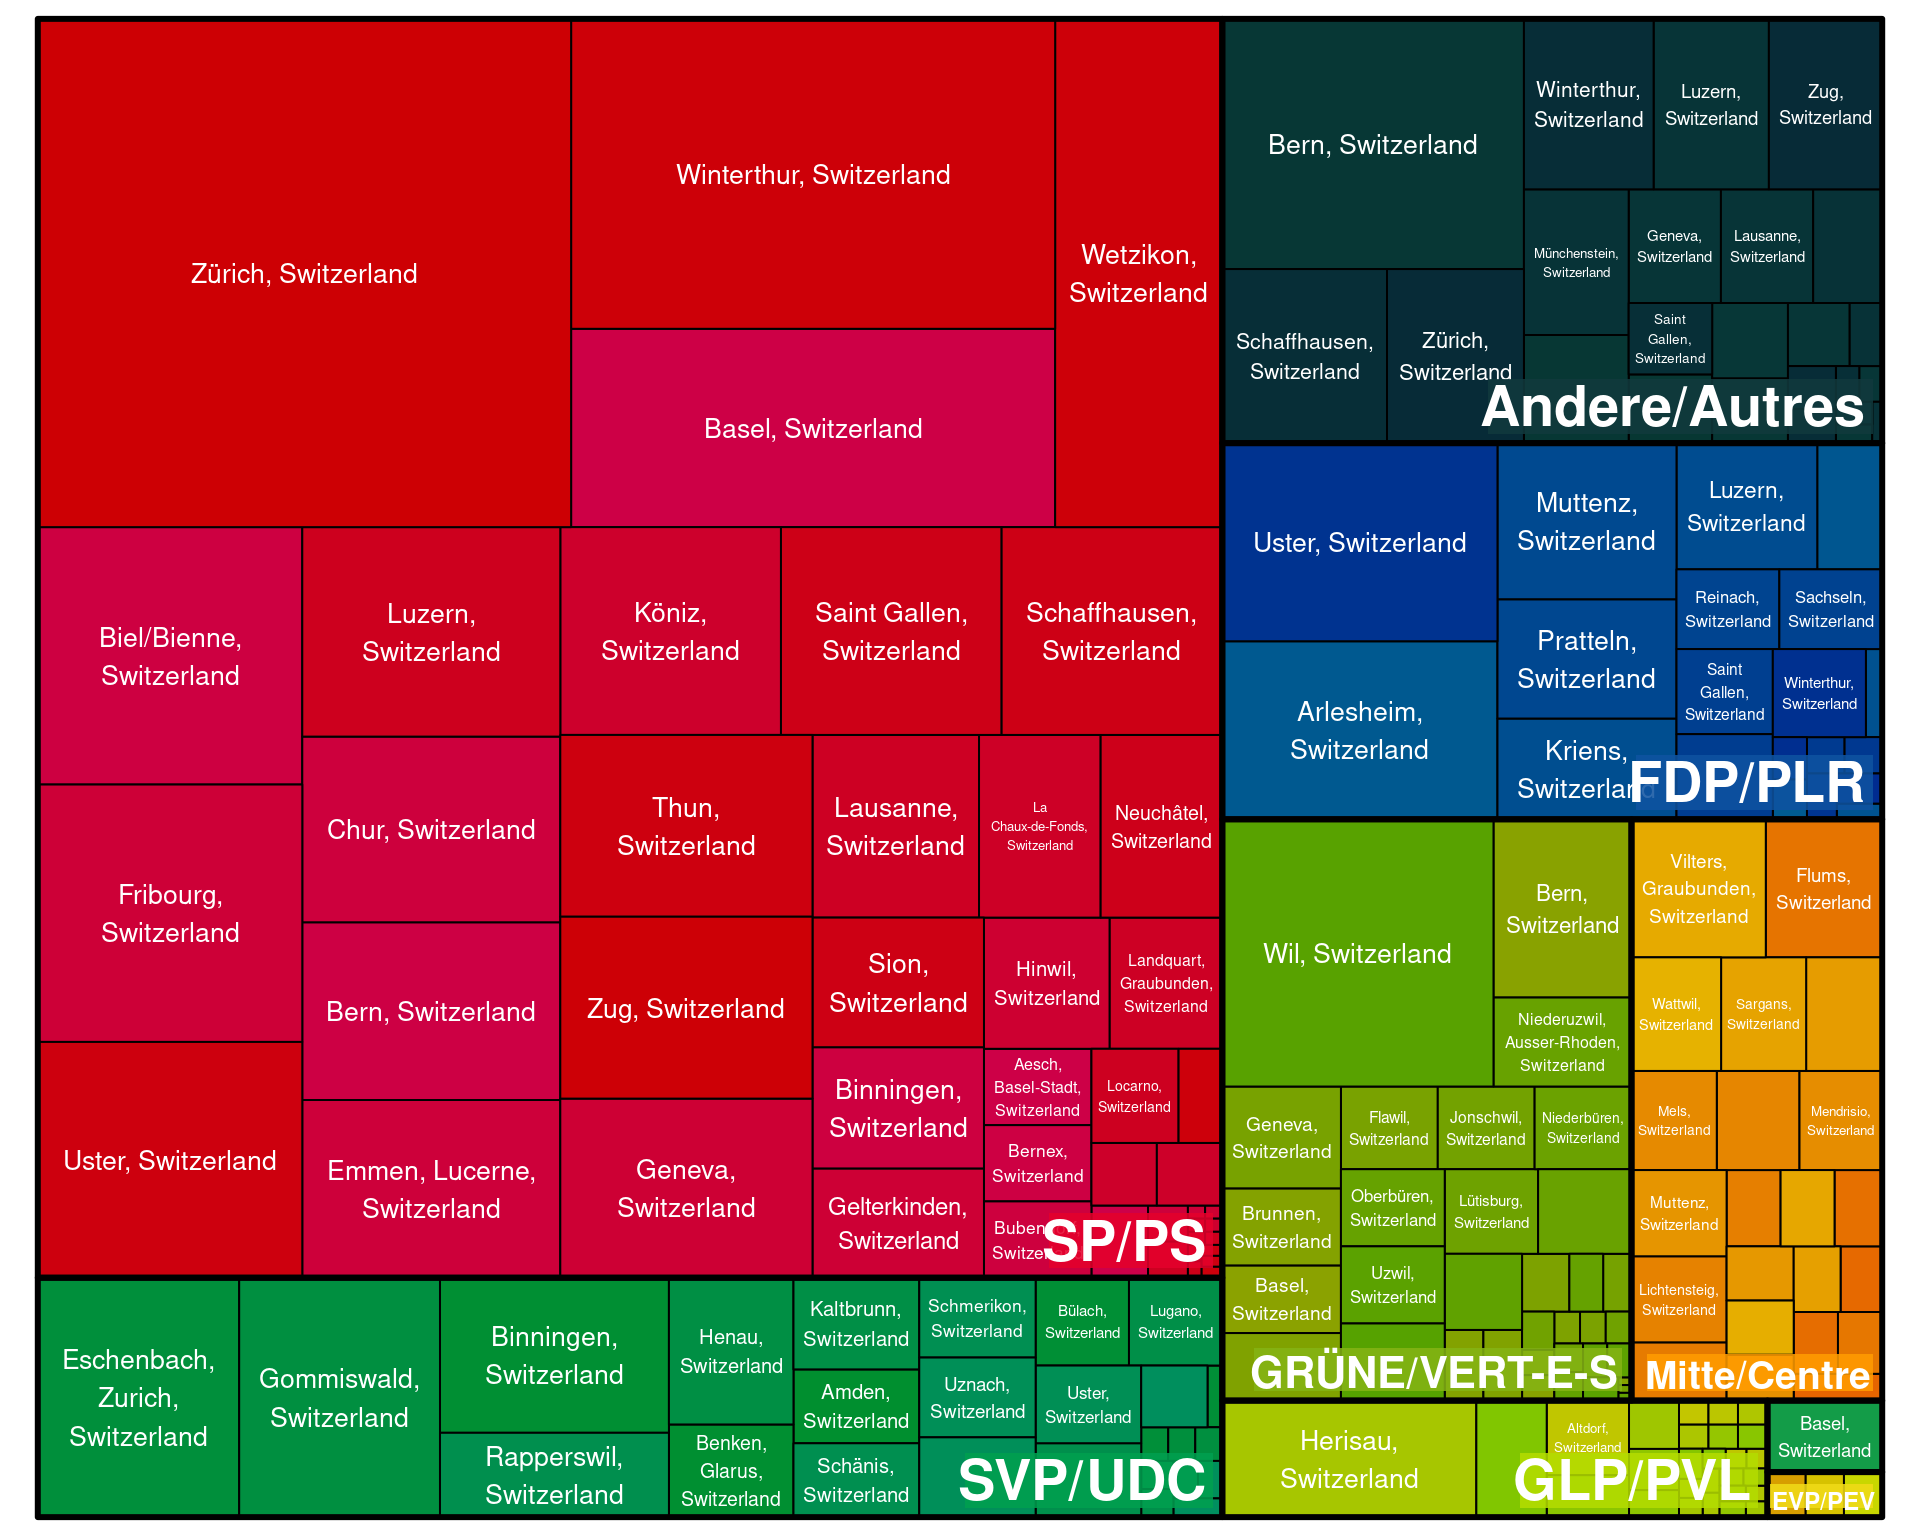 Zürich, Switzerland
Winterthur, Switzerland
Wetzikon,
Switzerland
Basel, Switzerland
Biel/Bienne,
Switzerland
Luzern,
Switzerland
Köniz,
Switzerland
Saint Gallen,
Switzerland
Schaffhausen,
Switzerland
Fribourg,
Switzerland
Chur, Switzerland
Thun,
Switzerland
Lausanne,
Switzerland
La
Chaux-de-Fonds,
Switzerland
Neuchâtel,
Switzerland
Bern, Switzerland
Zug, Switzerland
Sion,
Switzerland
Hinwil,
Switzerland
Landquart,
Graubunden,
Switzerland
Uster, Switzerland
Emmen, Lucerne,
Switzerland
Geneva,
Switzerland
Binningen,
Switzerland
Aesch,
Basel-Stadt,
Switzerland
Locarno,
Switzerland
Bernex,
Switzerland
Gelterkinden,
Switzerland
SP/PS
Eschenbach,
Zurich,
Switzerland
Gommiswald,
Switzerland
Binningen,
Switzerland
Rapperswil,
Switzerland
Henau,
Switzerland
Benken,
Glarus,
Switzerland
Kaltbrunn,
Switzerland
Amden,
Switzerland
Schänis,
Switzerland
Schmerikon,
Switzerland
Uznach,
Switzerland
Bülach,
Switzerland
Lugano,
Switzerland
Uster,
Switzerland
SVP/UDC
Bern, Switzerland
Winterthur,
Switzerland
Luzern,
Switzerland
Zug,
Switzerland
Münchenstein,
Switzerland
Geneva,
Switzerland
Lausanne,
Switzerland
Schaffhausen,
Switzerland
Zürich,
Switzerland
Saint
Gallen,
Switzerland
Andere/Autres
Uster, Switzerland
Muttenz,
Switzerland
Luzern,
Switzerland
Reinach,
Switzerland
Sachseln,
Switzerland
Arlesheim,
Switzerland
Pratteln,
Switzerland
Saint
Gallen,
Switzerland
Winterthur,
Switzerland
Kriens,
Switzerland
FDP/PLR
Wil, Switzerland
Bern,
Switzerland
Niederuzwil,
Ausser-Rhoden,
Switzerland
Geneva,
Switzerland
Flawil,
Switzerland
Jonschwil,
Switzerland
Niederbüren,
Switzerland
Brunnen,
Switzerland
Oberbüren,
Switzerland
Lütisburg,
Switzerland
Basel,
Switzerland
Uzwil,
Switzerland
GRÜNE/VERT-E-S
Vilters,
Graubunden,
Switzerland
Flums,
Switzerland
Wattwil,
Switzerland
Sargans,
Switzerland
Mels,
Switzerland
Mendrisio,
Switzerland
Muttenz,
Switzerland
Lichtensteig,
Switzerland
Mitte/Centre
Herisau,
Switzerland
Altdorf,
Switzerland
GLP/PVL
Basel,
Switzerland
EVP/PEV